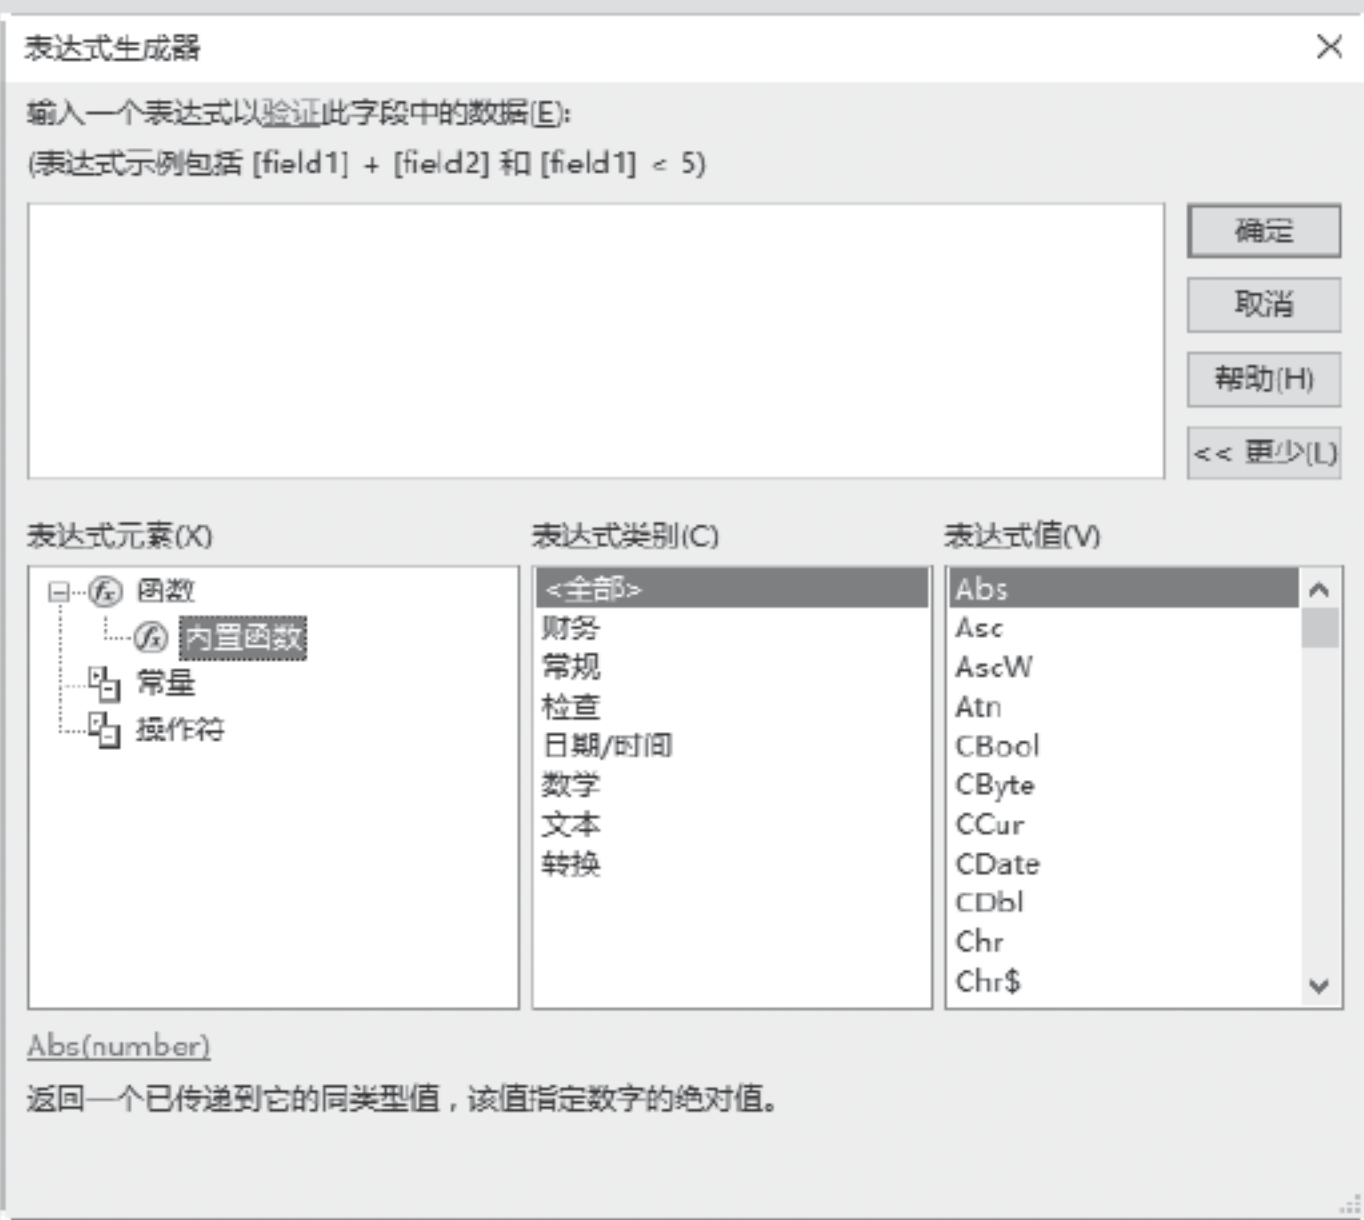 表达式生成器
输入一个表达式以验证此字段中的数据(E):
(表达式示例包括 [field1] + [field2] 和 [field1] < 5)
确定
取消
帮助(H)
<< 更少(L)
表达式元素(X)
函数
内置函数
常量
操作符
表达式类别(C)
<全部>
财务
常规
检查
日期/时间
数学
文本
转换
表达式值(V)
Abs
Asc
AscW
Atn
CBool
CByte
CCur
CDate
CDbl
Chr
Chr$
Abs(number)
返回一个已传递到它的同类型值，该值指定数字的绝对值。